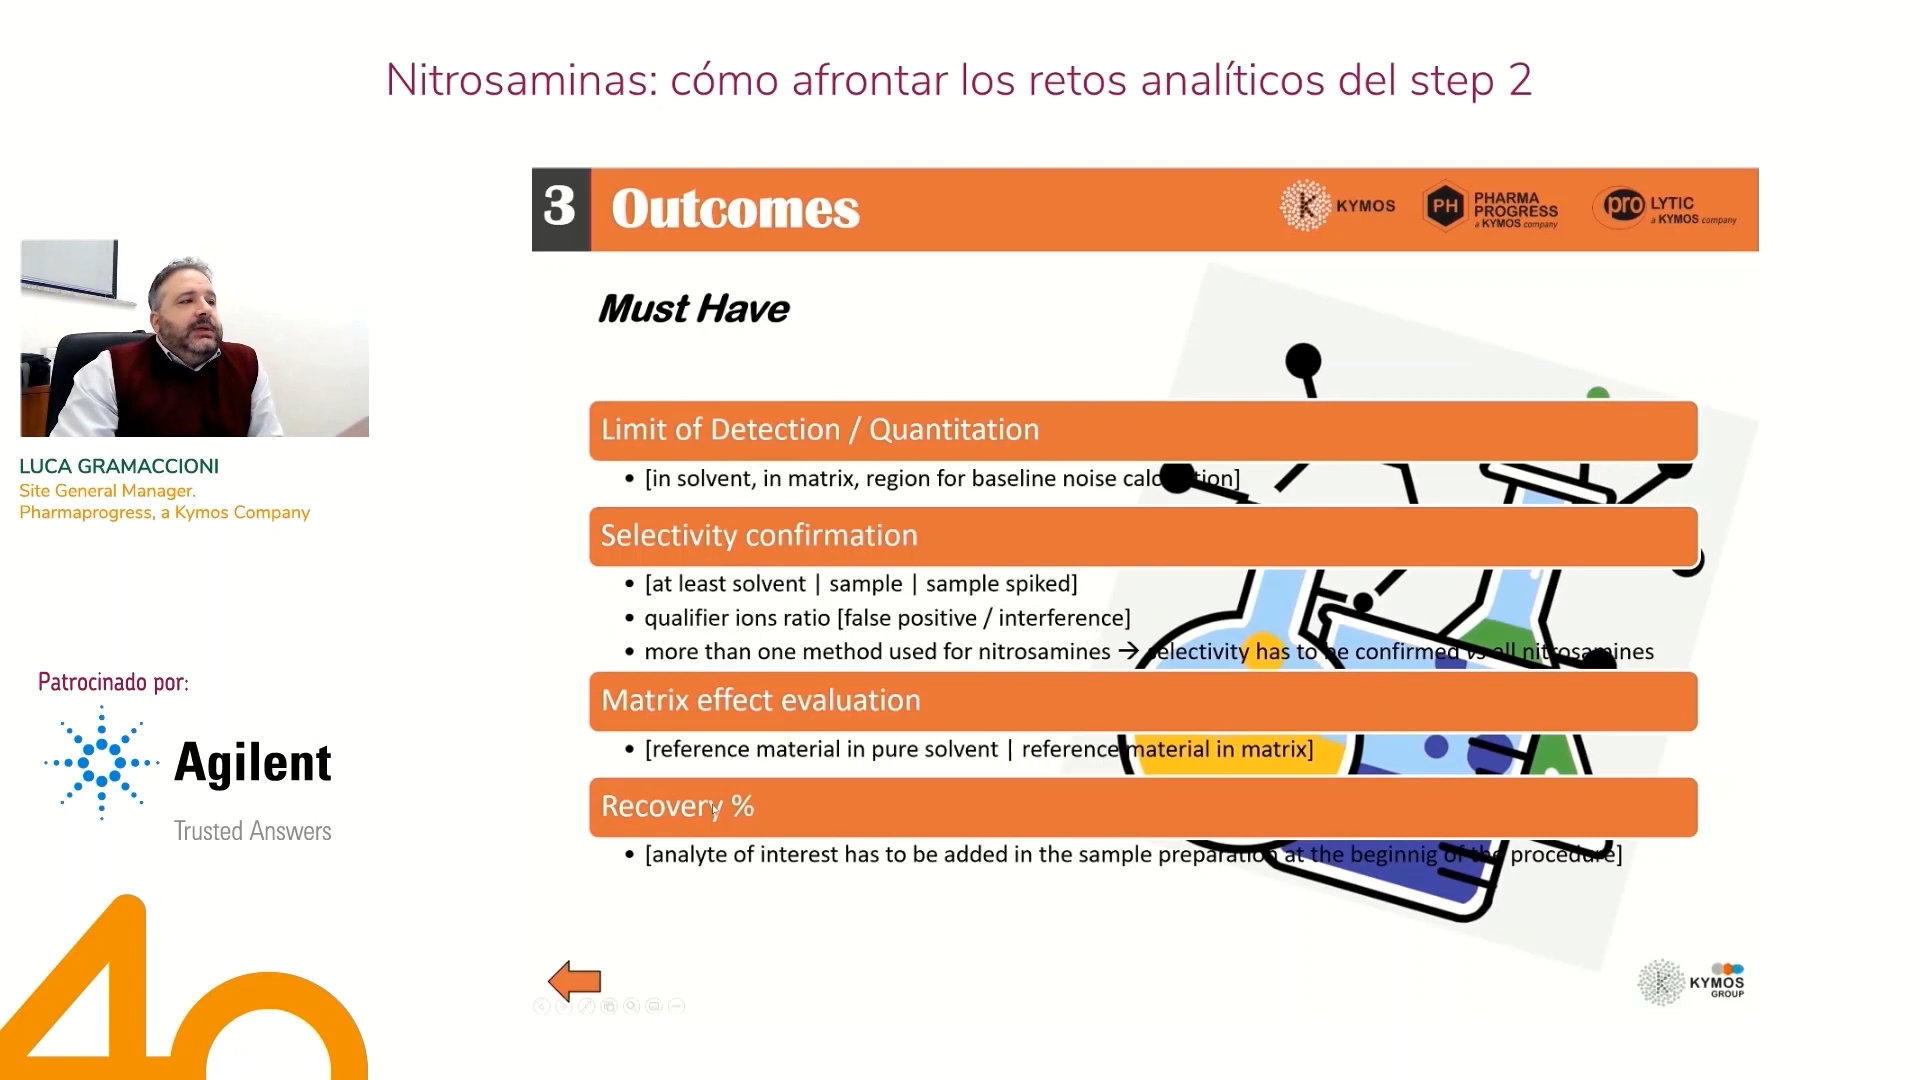 Nitrosaminas: cómo afrontar los retos analíticos del step 2
3 Outcomes
KYMOS
PH PHARMA PROGRESS
a KYMOS company
pro LYTIC
a KYMOS company
Must Have
Limit of Detection / Quantitation
• [in solvent, in matrix, region for baseline noise tion]
Selectivity confirmation
• [at least solvent | sample | sample spiked]
• qualifier ions ratio [false positive / interference]
• more than one method used for nitrosamines → selectivity has to be confirmed vs all nitrosamines
Matrix effect evaluation
• [reference material in pure solvent | reference material in matrix]
Recovery %
• [analyte of interest has to be added in the sample preparation at the beginnig of the procedure]
LUCA GRAMACCIONI
Site General Manager.
Pharmaprogress, a Kymos Company
Patrocinado por:
Agilent
Trusted Answers
40
KYMOS
GROUP